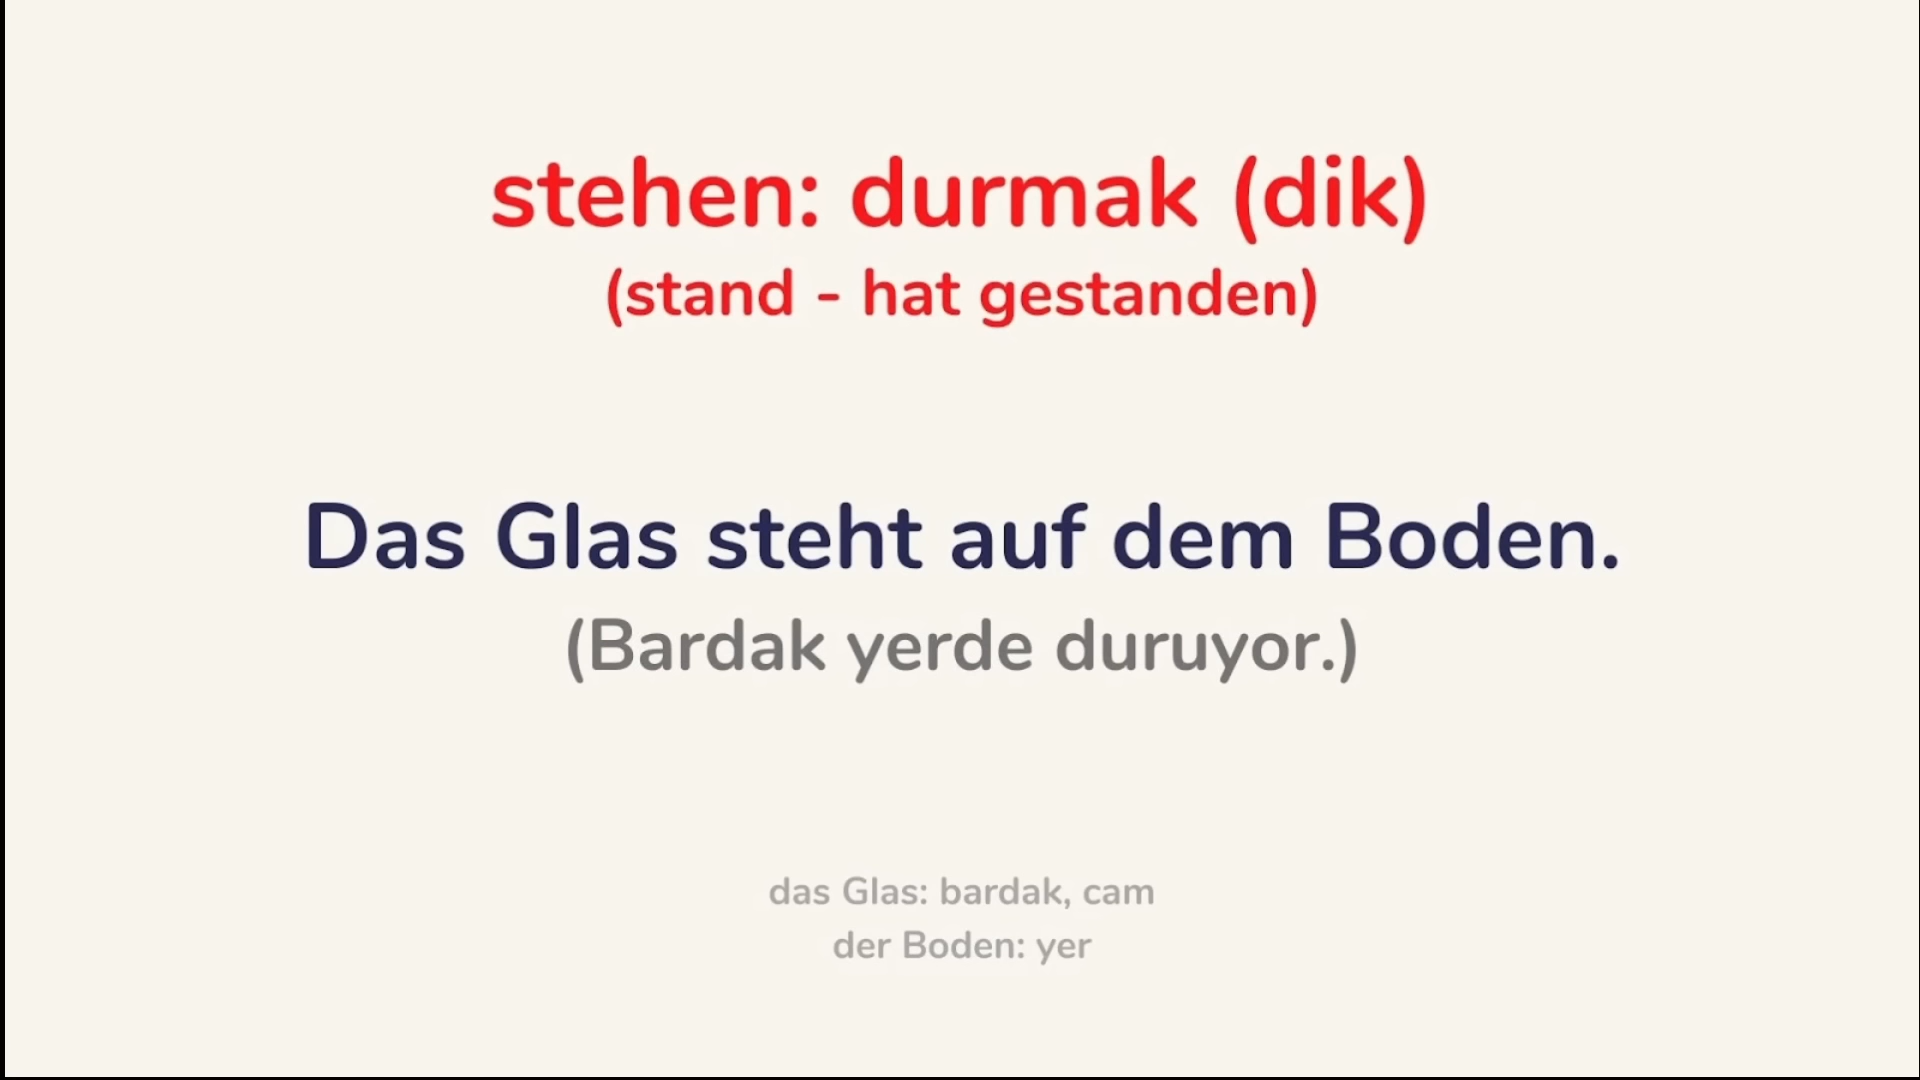 stehen: durmak (dik)
(stand - hat gestanden)
Das Glas steht auf dem Boden.
(Bardak yerde duruyor.)
das Glas: bardak, cam
der Boden: yer